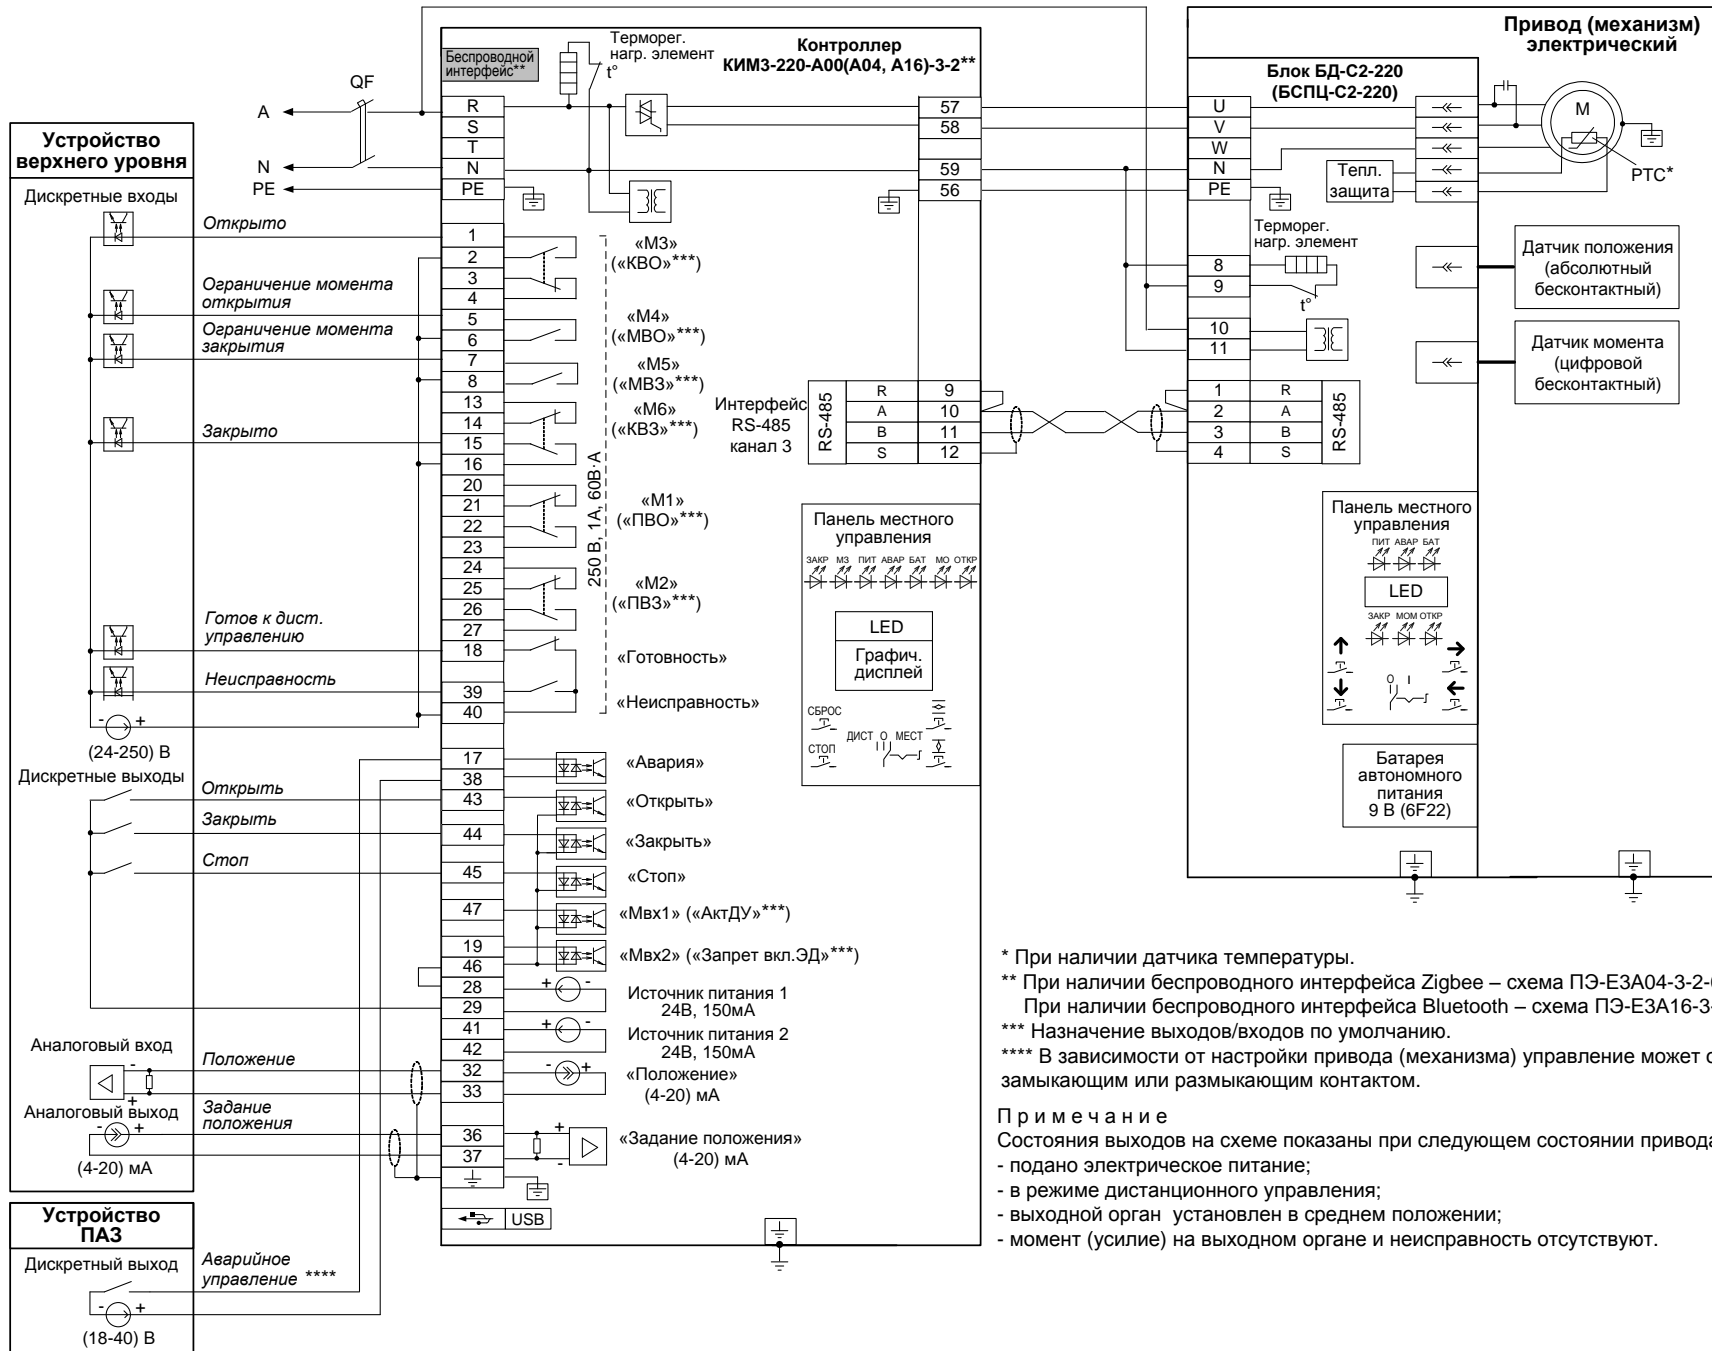 Устройство
верхнего уровня
Дискретные входы
(24-250) В
Дискретные выходы
Аналоговый вход
Аналоговый выход
(4-20) мА
Устройство
ПАЗ
Дискретный выход
(18-40) В
A
N
PE
QF
Открыто
Ограничение момента
открытия
Ограничение момента
закрытия
Закрыто
Готов к дист.
управлению
Неисправность
Открыть
Закрыть
Стоп
Положение
Задание
положения
Аварийное
управление ****
Беспроводной
интерфейс**
Терморег.
нагр. элемент
t°
Контроллер
КИМ3-220-А00(А04, А16)-3-2**
R
S
T
N
PE
57
58
59
56
1
2
3
4
5
6
7
8
13
14
15
16
20
21
22
23
24
25
26
27
18
39
40
17
38
43
44
45
47
19
46
28
29
41
42
32
33
36
37
USB
«М3»
(«КВО»***)
«М4»
(«МВО»***)
«М5»
(«МВЗ»***)
«М6»
(«КВЗ»***)
«М1»
(«ПВО»***)
«М2»
(«ПВЗ»***)
250 В, 1А, 60В·А
«Готовность»
«Неисправность»
«Авария»
«Открыть»
«Закрыть»
«Стоп»
«Мвх1» («АктДУ»***)
«Мвх2» («Запрет вкл.ЭД»***)
Источник питания 1
24В, 150мА
Источник питания 2
24В, 150мА
«Положение»
(4-20) мА
«Задание положения»
(4-20) мА
Интерфейс
RS-485
канал 3
RS-485
R 9
A 10
B 11
S 12
Панель местного
управления
ЗАКР МЗ ПИТ АВАР БАТ МО ОТКР
LED
Графич.
дисплей
СБРОС
СТОП
ДИСТ О МЕСТ
Привод (механизм)
электрический
Блок БД-С2-220
(БСПЦ-С2-220)
U
V
W
N
PE
Тепл.
защита
M
PTC*
Терморег.
нагр. элемент
t°
8
9
10
11
1 R
2 A
3 B
4 S
RS-485
Датчик положения
(абсолютный
бесконтактный)
Датчик момента
(цифровой
бесконтактный)
Панель местного
управления
ПИТ АВАР БАТ
LED
ЗАКР МОМ ОТКР
О I
Батарея
автономного
питания
9 В (6F22)
* При наличии датчика температуры.
** При наличии беспроводного интерфейса Zigbee – схема ПЭ-Е3А04-3-2-
При наличии беспроводного интерфейса Bluetooth – схема ПЭ-Е3А16-3-
*** Назначение выходов/входов по умолчанию.
**** В зависимости от настройки привода (механизма) управление может
замыкающим или размыкающим контактом.
П р и м е ч а н и е
Состояния выходов на схеме показаны при следующем состоянии привода
- подано электрическое питание;
- в режиме дистанционного управления;
- выходной орган установлен в среднем положении;
- момент (усилие) на выходном органе и неисправность отсутствуют.